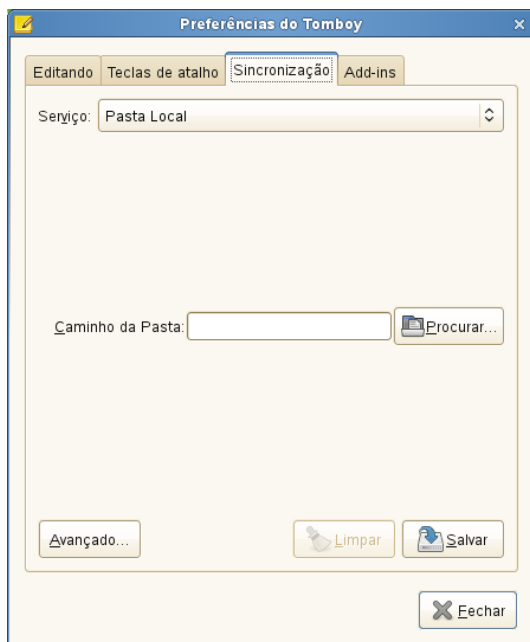 Preferências do Tomboy
Editando Teclas de atalho Sincronização Add-ins
Serviço: Pasta Local
Caminho da Pasta: Procurar...
Avançado... Limpar Salvar
Fechar